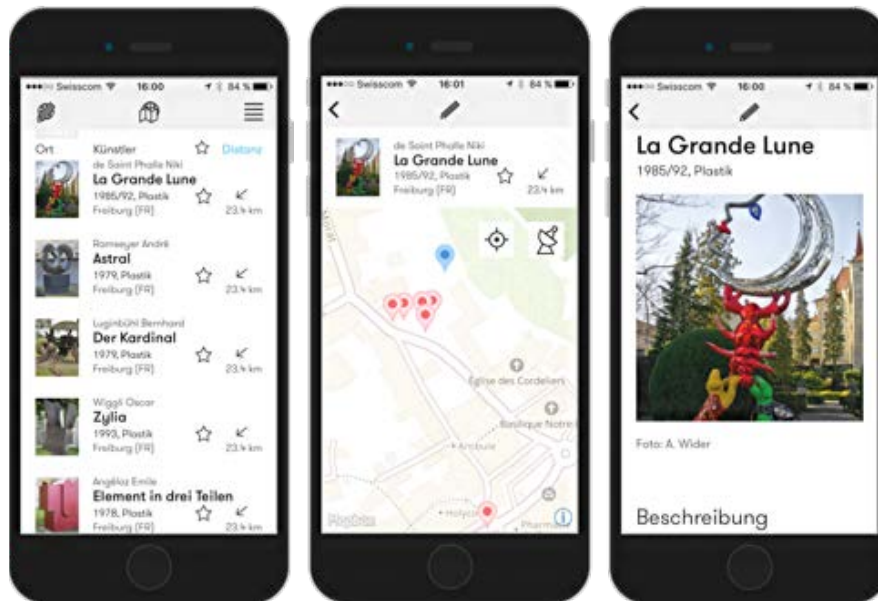 Swisscom 16:00 84 %
Ort Künstler Distanz
de Saint Phalle Niki
La Grande Lune
1985/92, Plastik
Freiburg (FR) 23.4 km
Ramseyer André
Astral
1979, Plastik
Freiburg (FR) 23.4 km
Luginbühl Bernhard
Der Kardinal
1979, Plastik
Freiburg (FR) 23.4 km
Wiggli Oscar
Zylia
1993, Plastik
Freiburg (FR) 23.4 km
Angéloz Emile
Element in drei Teilen
1978, Plastik
Freiburg (FR) 23.4 km
Swisscom 16:01 84 %
de Saint Phalle Niki
La Grande Lune
1985/92, Plastik
Freiburg (FR) 23.4 km
Morat
Église des Cordeliers
Basilique Notre
Ambule
Pharma
Swisscom 16:00 84 %
La Grande Lune
1985/92, Plastik
Foto: A. Wider
Beschreibung